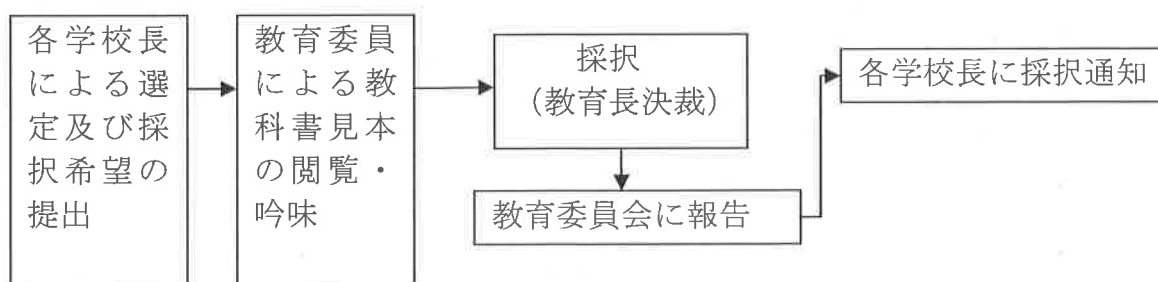 各学校長
による選
定及び採
択希望の
提出
教育委員
による教
科書見本
の閲覧・
吟味
採択
（教育長決裁）
教育委員会に報告
各学校長に採択通知